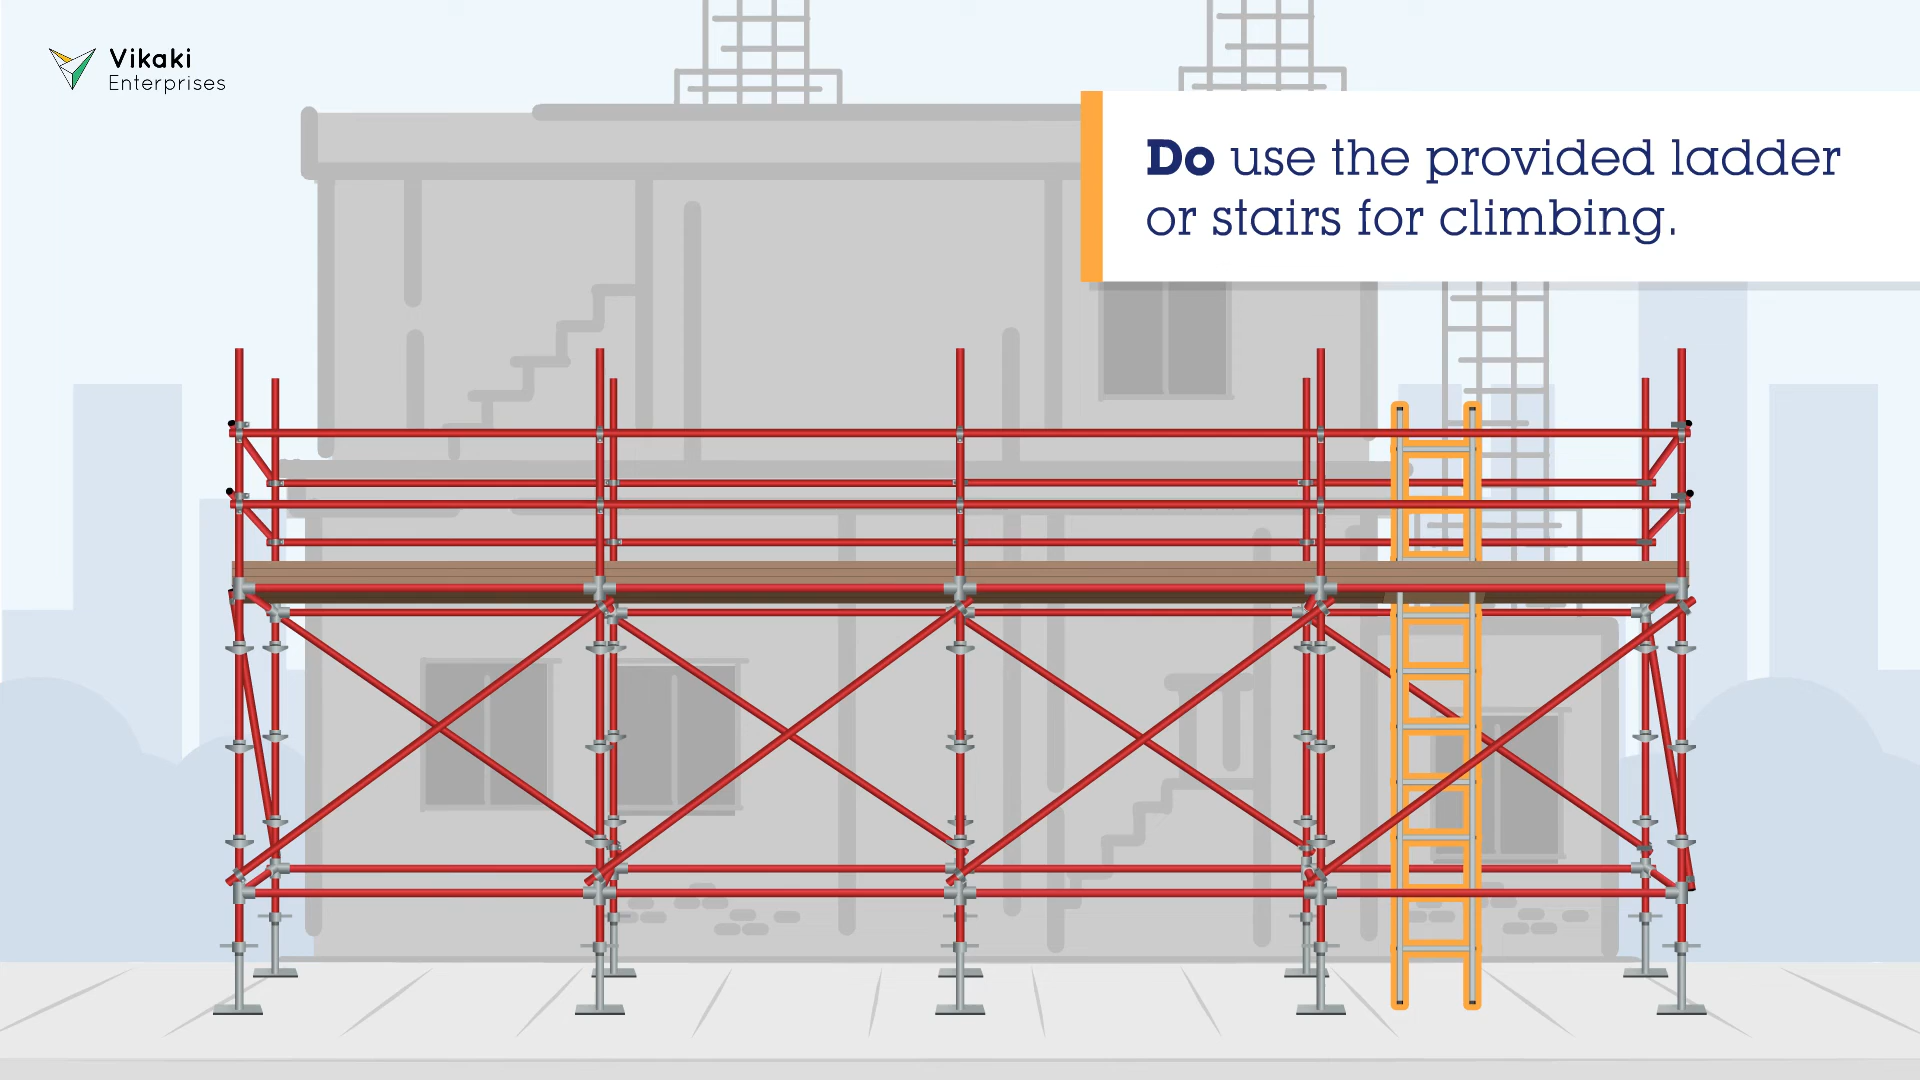 Vikaki
Enterprises
Do use the provided ladder
or stairs for climbing.